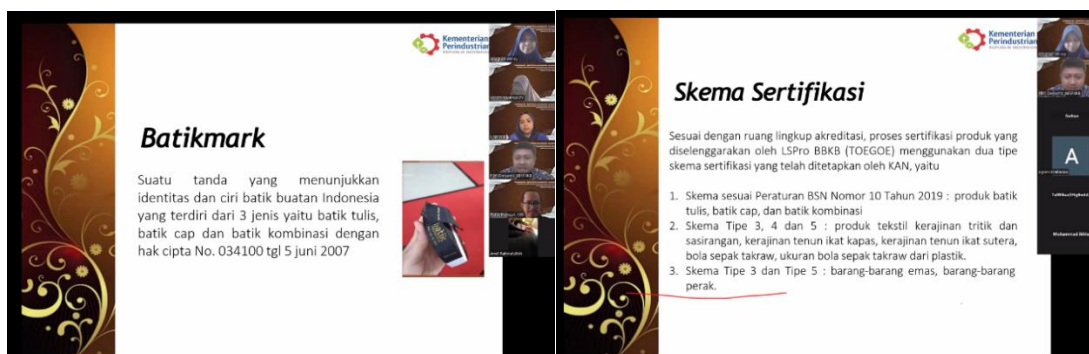 Kementerian
Perindustrian
Batikmark
Suatu tanda yang menunjukkan
identitas dan ciri batik buatan Indonesia
yang terdiri dari 3 jenis yaitu batik tulis,
batik cap, dan batik kombinasi dengan
hak cipta No. 034100 tgl 5 juni 2007
Kementerian
Perindustrian
Skema Sertifikasi
Sesuai dengan ruang lingkup akreditasi, proses sertifikasi produk yang
diselenggarakan oleh LSPro BBKB (TOEGOE) menggunakan dua tipe
skema sertifikasi yang telah ditetapkan oleh KAN, yaitu
1. Skema sesuai Peraturan BSN Nomor 10 Tahun 2019 : produk batik
tulis, batik cap, dan batik kombinasi
2. Skema Tipe 3, 4 dan 5 : produk tekstil kerajinan tritik dan
sasirangan, kerajinan tenun ikat kapas, kerajinan tenun ikat sutera,
bola sepak takraw, ukuran bola sepak takraw dari plastik.
3. Skema Tipe 3 dan Tipe 5 : barang-barang emas, barang-barang
perak.
A